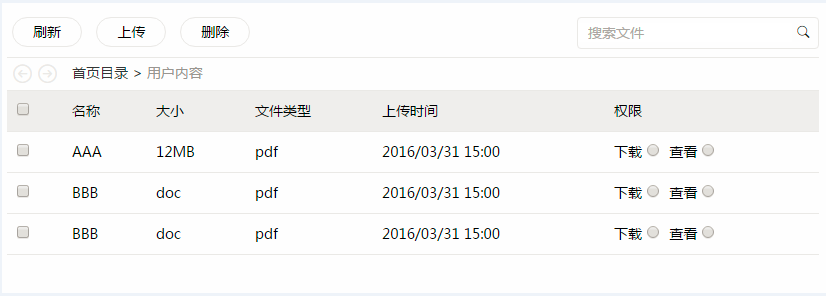 刷新 上传 删除 搜索文件
首页目录 > 用户内容
名称 大小 文件类型 上传时间 权限
AAA 12MB pdf 2016/03/31 15:00 下载 查看
BBB doc pdf 2016/03/31 15:00 下载 查看
BBB doc pdf 2016/03/31 15:00 下载 查看